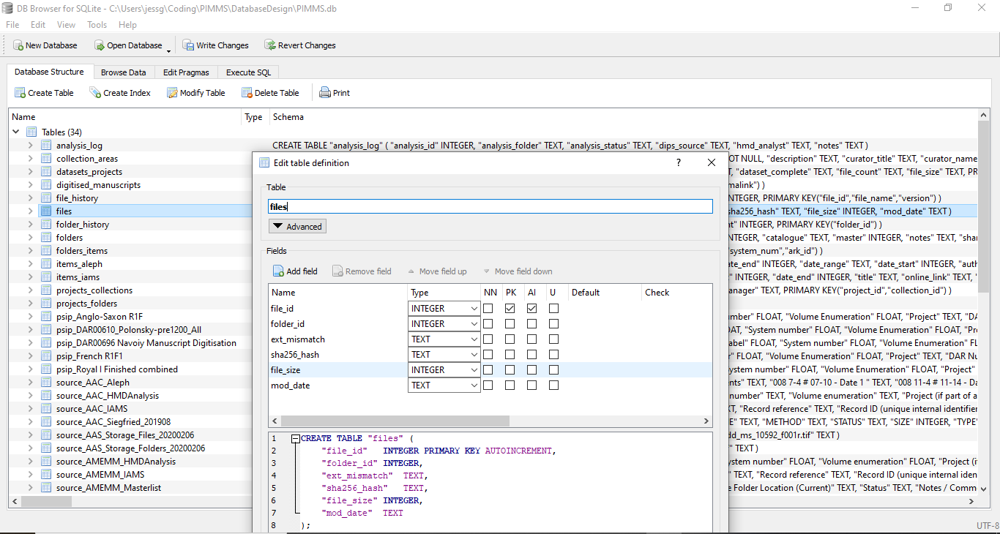 DB Browser for SQLite - C:\Users\jessg\Coding\PIMMS\DatabaseDesign\PIMMS.db
File Edit View Tools Help
New Database Open Database Write Changes Revert Changes
Database Structure Browse Data Edit Pragmas Execute SQL
Create Table Create Index Modify Table Delete Table Print
Name Type Schema
Tables (34)
analysis_log CREATE TABLE "analysis_log" ( "analysis_id" INTEGER, "analysis_folder" TEXT, "analysis_status" TEXT, "dips_source" TEXT, "hmd_analyst" TEXT, "notes" TEXT )
collection_areas OT NULL, "description" TEXT, "curator_title" TEXT, "curator_name
datasets_projects T, "dataset_complete" TEXT, "file_count" TEXT, "file_size" TEXT, PR
digitised_manuscripts malink") )
file_history INTEGER, PRIMARY KEY("file_id","file_name","version") )
files sha256_hash" TEXT, "file_size" INTEGER, "mod_date" TEXT )
folder_history nt" INTEGER, PRIMARY KEY("folder_id") )
folders NTEGER, "catalogue" TEXT, "master" INTEGER, "notes" TEXT, "shar
folders_items system_num","ark_id") )
items_aleph ate_end" INTEGER, "date_range" TEXT, "date_start" INTEGER, "auth
items_iams " INTEGER, "date_end" INTEGER, "title" TEXT, "online_link" TEXT, "
projects_collections anager" TEXT, PRIMARY KEY("project_id","collection_id") )
projects_folders
psip_Anglo-Saxon R1F umber" FLOAT, "Volume Enumeration" FLOAT, "Project" TEXT, "DA
psip_DAR00610_Polonsky-pre1200_All OAT, "System number" FLOAT, "Volume Enumeration" FLOAT, "Pr
psip_DAR00696 Navoiy Manuscript Digitisation abel" FLOAT, "System number" FLOAT, "Volume Enumeration" FL
psip_French R1F1 " FLOAT, "Volume Enumeration" FLOAT, "Project" TEXT, "DAR Nu
psip_Royal I Finished combined ystem number" FLOAT, "Volume Enumeration" FLOAT, "Project"
source_AAC_Aleph ents" TEXT, "008 7-4 # 07-10 - Date 1 " TEXT, "008 11-4 # 11-14 - Da
source_AAC_HMDAnalysis number" TEXT, "Volume enumeration" TEXT, "Project (if part of a
source_AAC_IAMS XT, "Record reference" TEXT, "Record ID (unique internal identifier
source_AAC_Siegfried_201908 E" TEXT, "METHOD" TEXT, "STATUS" TEXT, "SIZE" INTEGER, "TYPE"
source_AAS_Storage_Files_20200206 dd_ms_10592_f001r.tif" TEXT )
source_AAS_Storage_Folders_20200206 " TEXT )
source_AMEMM_HMDAnalysis ystem number" FLOAT, "Volume enumeration" FLOAT, "Project (i
source_AMEMM_IAMS " TEXT, "Record reference" TEXT, "Record ID (unique internal iden
source_AMEMM_Masterlist e Folder Location (Current)" TEXT, "Status" TEXT, "Notes / Comm
Edit table definition ?
Table
files
Advanced
Fields
Add field Remove field Move field up Move field down
Name Type NN PK AI U Default Check
file_id INTEGER
folder_id INTEGER
ext_mismatch TEXT
sha256_hash TEXT
file_size INTEGER
mod_date TEXT
1 CREATE TABLE "files" (
2 "file_id" INTEGER PRIMARY KEY AUTOINCREMENT,
3 "folder_id" INTEGER,
4 "ext_mismatch" TEXT,
5 "sha256_hash" TEXT,
6 "file_size" INTEGER,
7 "mod_date" TEXT
8 );
UTF-8